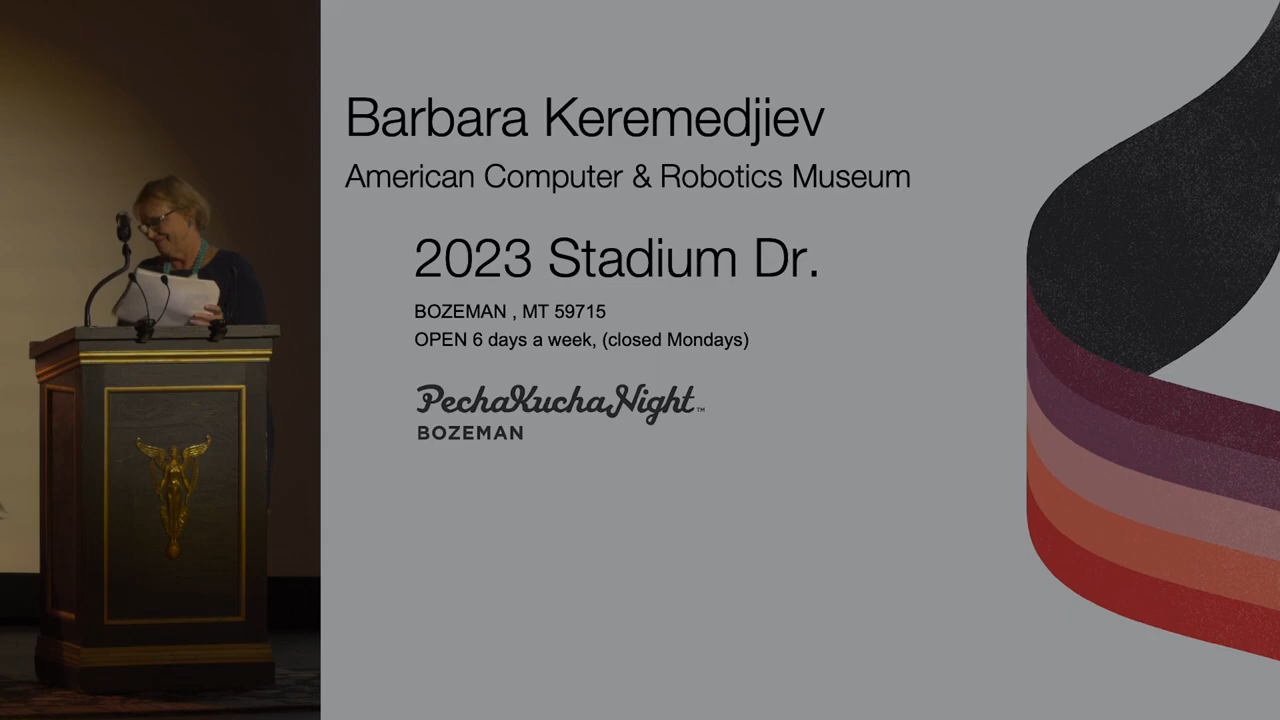 Barbara Keremedjiev
American Computer & Robotics Museum
2023 Stadium Dr.
BOZEMAN , MT 59715
OPEN 6 days a week, (closed Mondays)
PechaKuchaNight™
BOZEMAN